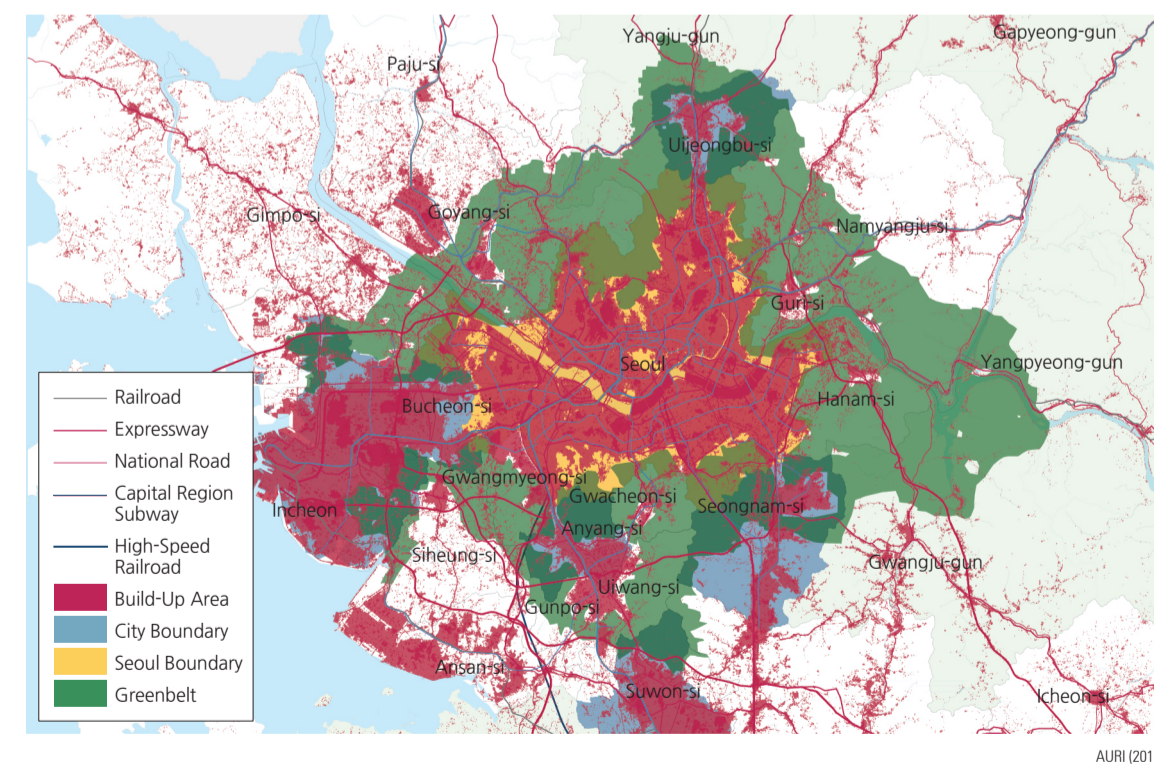 Yangju-gun
Gapyeong-gun
Paju-si
Uijeongbu-si
Goyang-si
Gimpo-si
Namyangju-si
Guri-si
Seoul
Yangpyeong-gun
Hanam-si
Bucheon-si
Gwangmyeong-si
Gwacheon-si
Seongnam-si
Incheon
Anyang-si
Siheung-si
Gwangju-gun
Uiwang-si
Gunpo-si
Ansan-si
Suwon-si
Icheon-si
Railroad
Expressway
National Road
Capital Region
Subway
High-Speed
Railroad
Build-Up Area
City Boundary
Seoul Boundary
Greenbelt
AURI (201